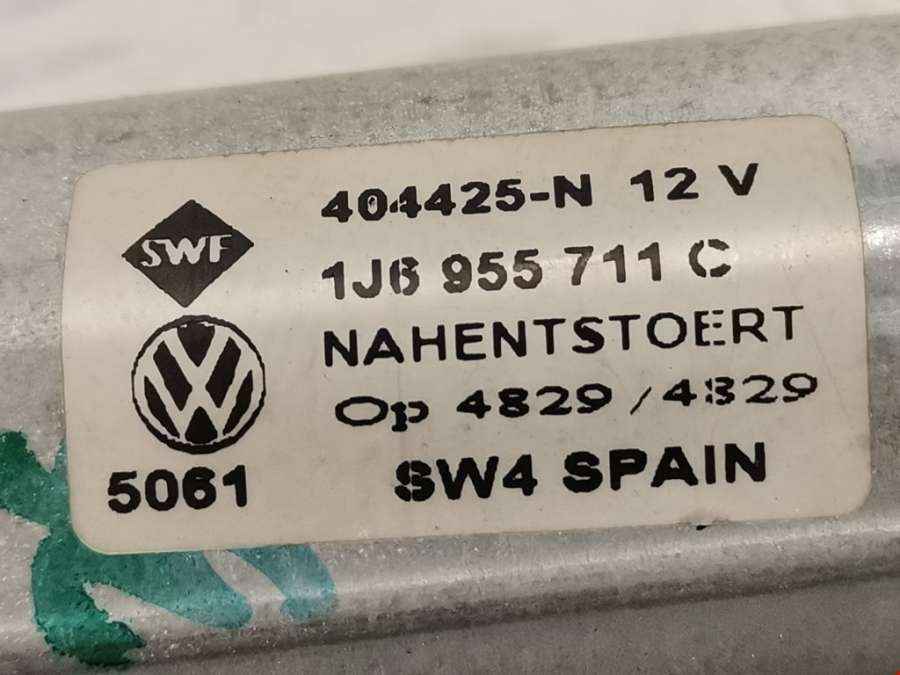 404425-N 12 V
SWF
1J6 955 711 C
NAHENTSTOERT
Op 4829 / 4829
5061
SW4 SPAIN